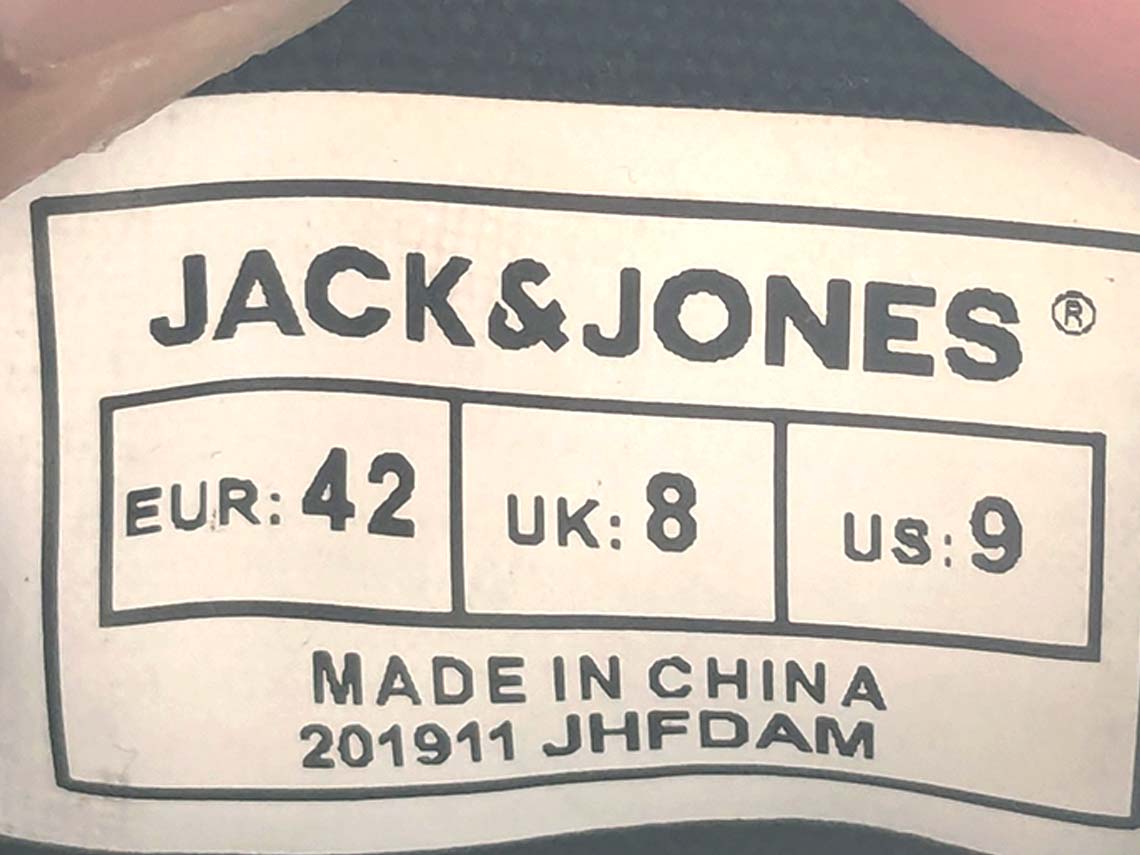 JACK&JONES ®
EUR: 42 UK: 8 US: 9
MADE IN CHINA
201911 JHFDAM